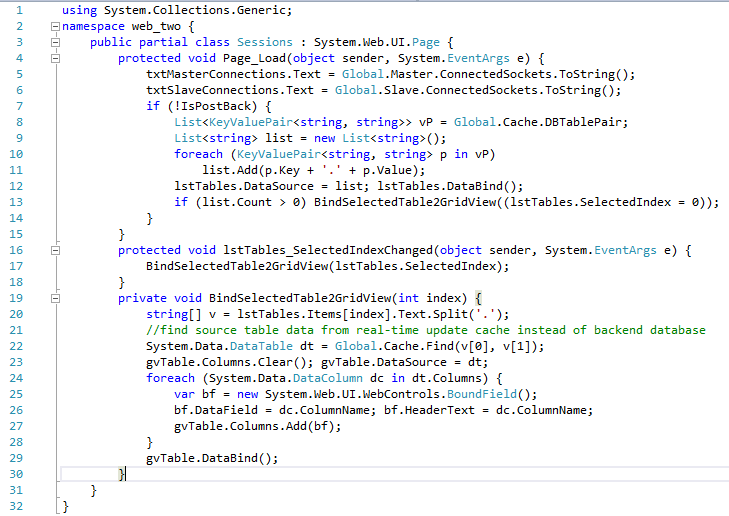 1 using System.Collections.Generic;
2 namespace web_two {
3     public partial class Sessions : System.Web.UI.Page {
4         protected void Page_Load(object sender, System.EventArgs e) {
5             txtMasterConnections.Text = Global.Master.ConnectedSockets.ToString();
6             txtSlaveConnections.Text = Global.Slave.ConnectedSockets.ToString();
7             if (!IsPostBack) {
8                 List<KeyValuePair<string, string>> vP = Global.Cache.DBTablePair;
9                 List<string> list = new List<string>();
10                 foreach (KeyValuePair<string, string> p in vP)
11                     list.Add(p.Key + '.' + p.Value);
12                 lstTables.DataSource = list; lstTables.DataBind();
13                 if (list.Count > 0) BindSelectedTable2GridView((lstTables.SelectedIndex = 0));
14             }
15         }
16         protected void lstTables_SelectedIndexChanged(object sender, System.EventArgs e) {
17             BindSelectedTable2GridView(lstTables.SelectedIndex);
18         }
19         private void BindSelectedTable2GridView(int index) {
20             string[] v = lstTables.Items[index].Text.Split('.');
21             //find source table data from real-time update cache instead of backend database
22             System.Data.DataTable dt = Global.Cache.Find(v[0], v[1]);
23             gvTable.Columns.Clear(); gvTable.DataSource = dt;
24             foreach (System.Data.DataColumn dc in dt.Columns) {
25                 var bf = new System.Web.UI.WebControls.BoundField();
26                 bf.DataField = dc.ColumnName; bf.HeaderText = dc.ColumnName;
27                 gvTable.Columns.Add(bf);
28             }
29             gvTable.DataBind();
30         }
31     }
32 }